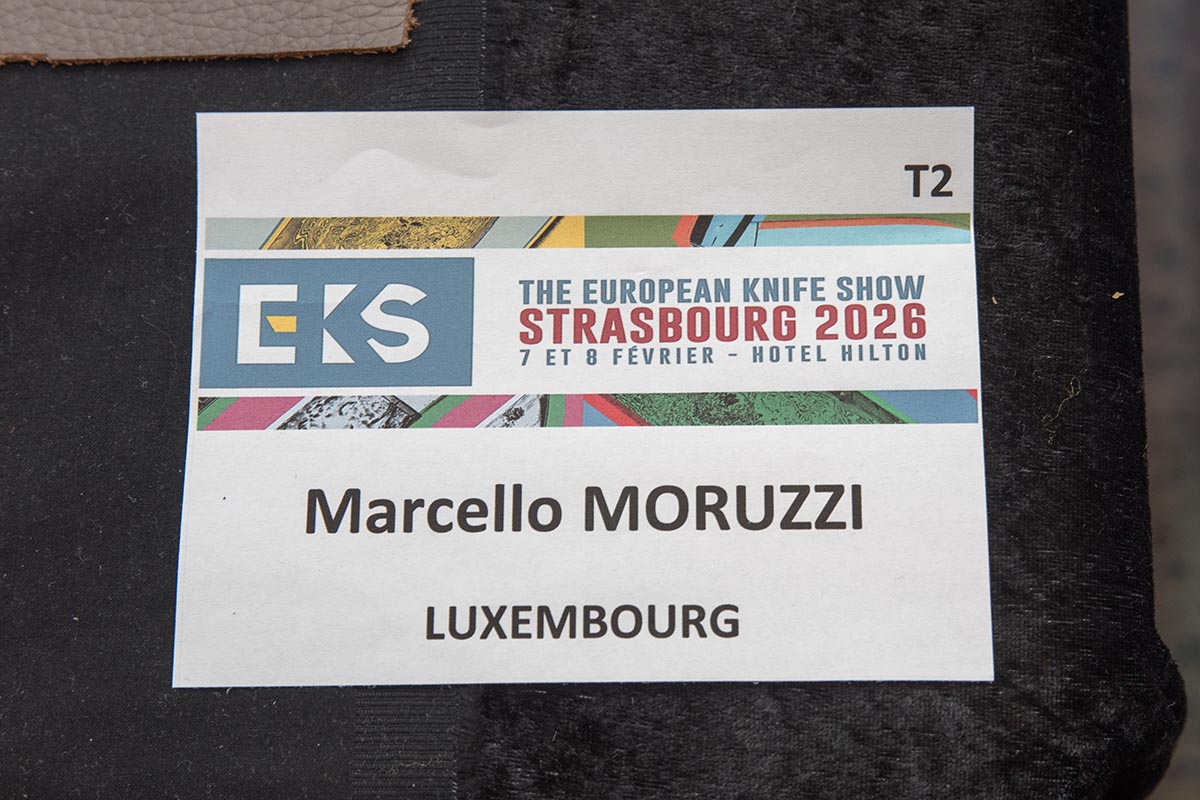 T2
EKS
THE EUROPEAN KNIFE SHOW
STRASBOURG 2026
7 ET 8 FÉVRIER - HOTEL HILTON
Marcello MORUZZI
LUXEMBOURG